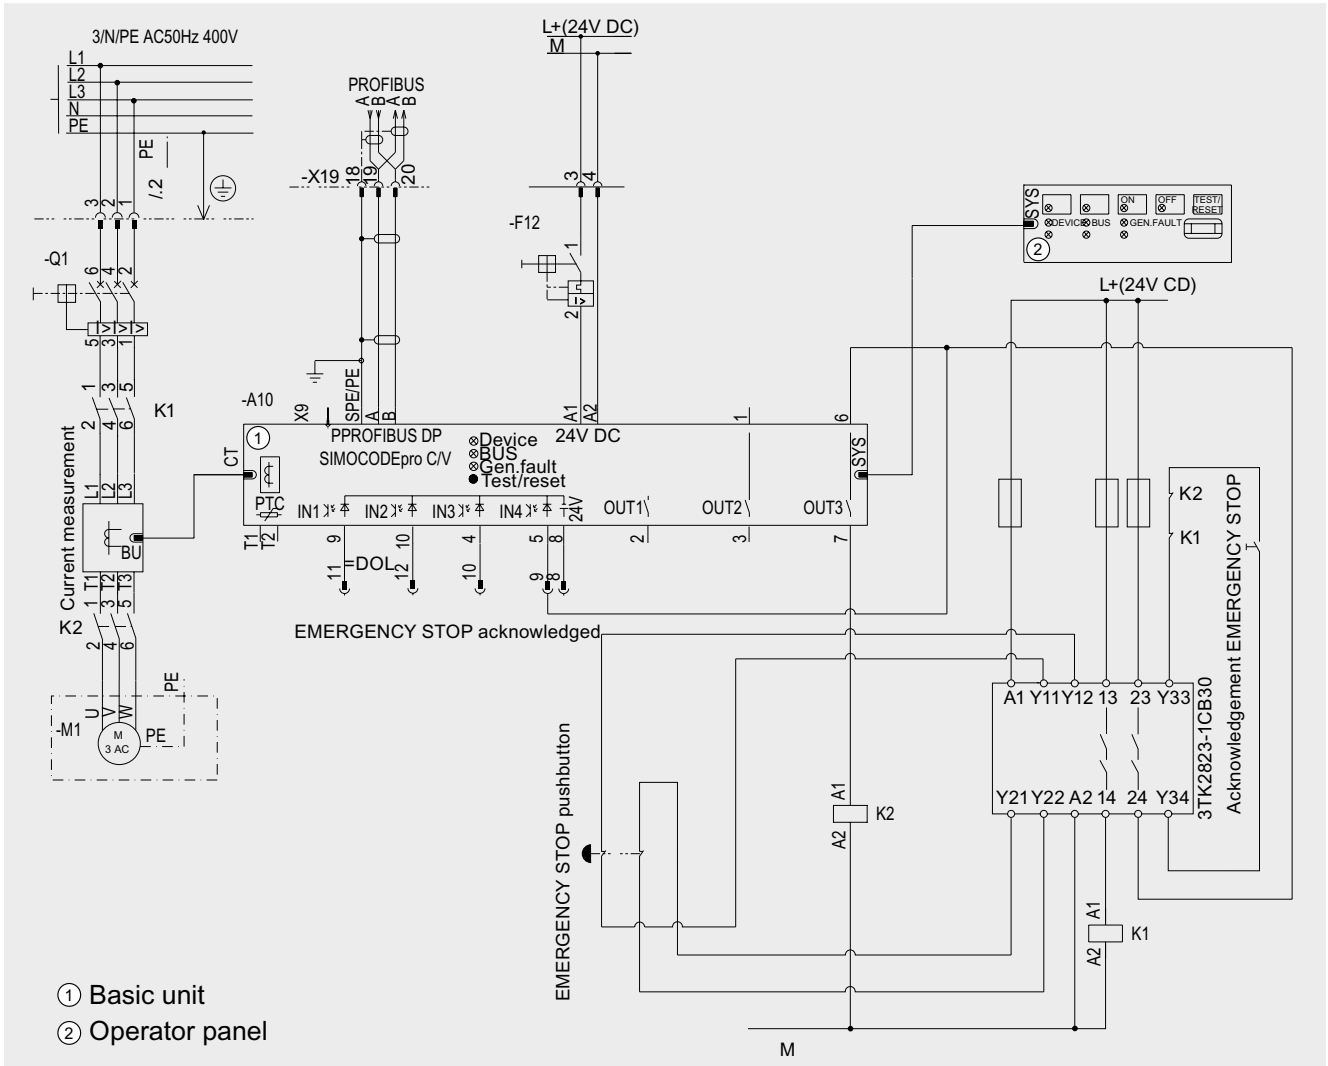 3/N/PE AC50Hz 400V
L1
L2
L3
N
PE
PE
/.2
3 2 1
-Q1
6 4 2
I> I> I>
5 3 1
1 3 5
K1
2 4 6
Current measurement
L1 L2 L3
BU
T1 T2 T3
1 3 5
K2
2 4 6
PE
U V W
-M1
M
3 AC
PE
PROFIBUS
A B A B
-X19
18 19 20
L+(24V DC)
M
3 4
-F12
1
I>
2
-A10
X9
SPE/PE
A
B
A1
A2
1
6
CT
1
PPROFIBUS DP
SIMOCODEpro C/V
Device
BUS
Gen.fault
Test/reset
24V DC
SYS
PTC
IN1
IN2
IN3
IN4
24V
OUT1
OUT2
OUT3
T1
T2
9
10
4
5
8
2
3
7
=DOL
11
12
10
9
8
EMERGENCY STOP acknowledged
SYS
ON
OFF
TEST/
RESET
DEVICE
BUS
GEN.FAULT
2
L+(24V CD)
K2
K1
Acknowledgement EMERGENCY STOP
A1 Y11 Y12 13 23 Y33
3TK2823-1CB30
Y21 Y22 A2 14 24 Y34
EMERGENCY STOP pushbutton
A1
K2
A2
A1
K1
A2
M
1 Basic unit
2 Operator panel